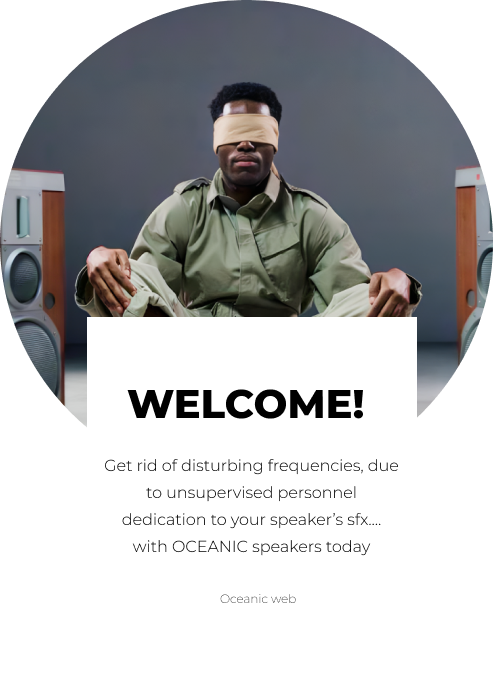 WELCOME!
Get rid of disturbing frequencies, due
to unsupervised personnel
dedication to your speaker’s sfx....
with OCEANIC speakers today
Oceanic web